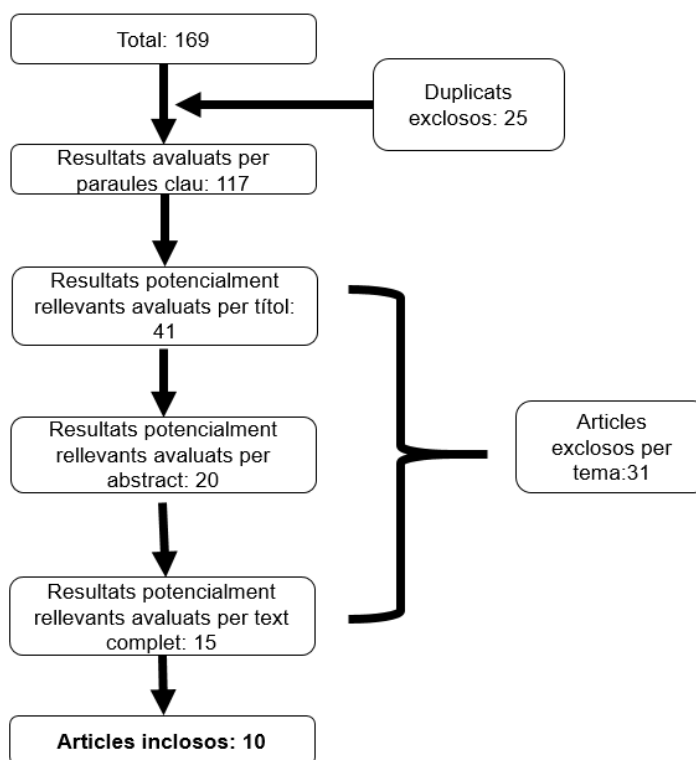 Total: 169
Duplicats
exclosos: 25
Resultats avaluats per
paraules clau: 117
Resultats potencialment
rellevants avaluats per títol:
41
Resultats potencialment
rellevants avaluats per
abstract: 20
Articles
exclosos per
tema:31
Resultats potencialment
rellevants avaluats per text
complet: 15
Articles inclosos: 10